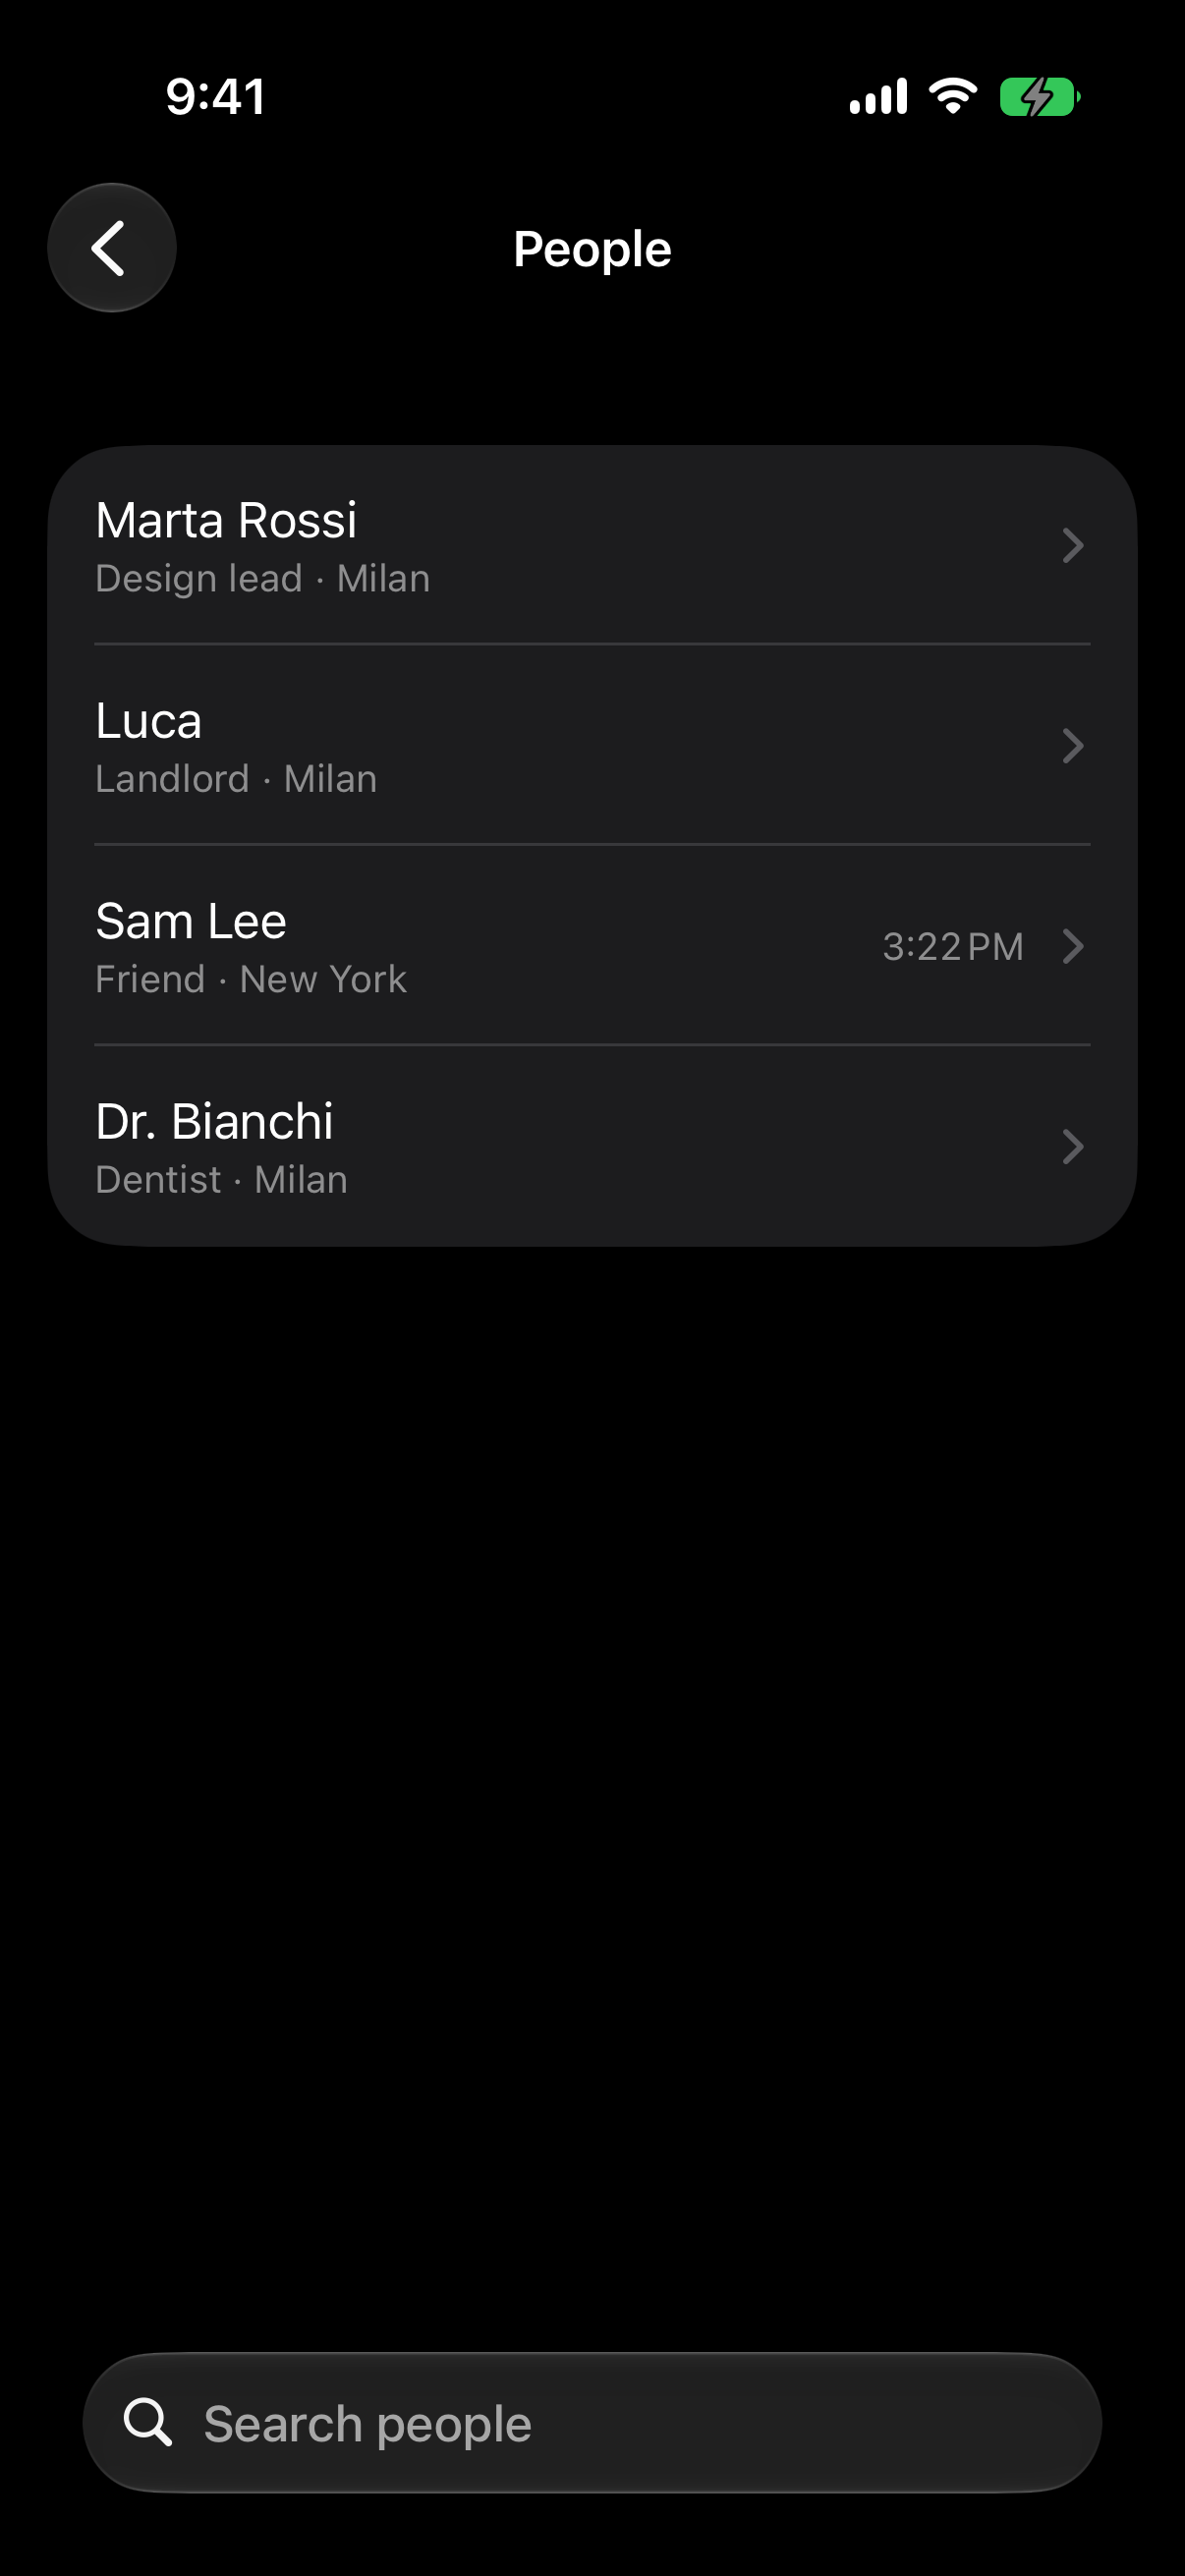 9:41
People
Marta Rossi
Design lead · Milan
Luca
Landlord · Milan
Sam Lee
Friend · New York
3:22 PM
Dr. Bianchi
Dentist · Milan
Search people